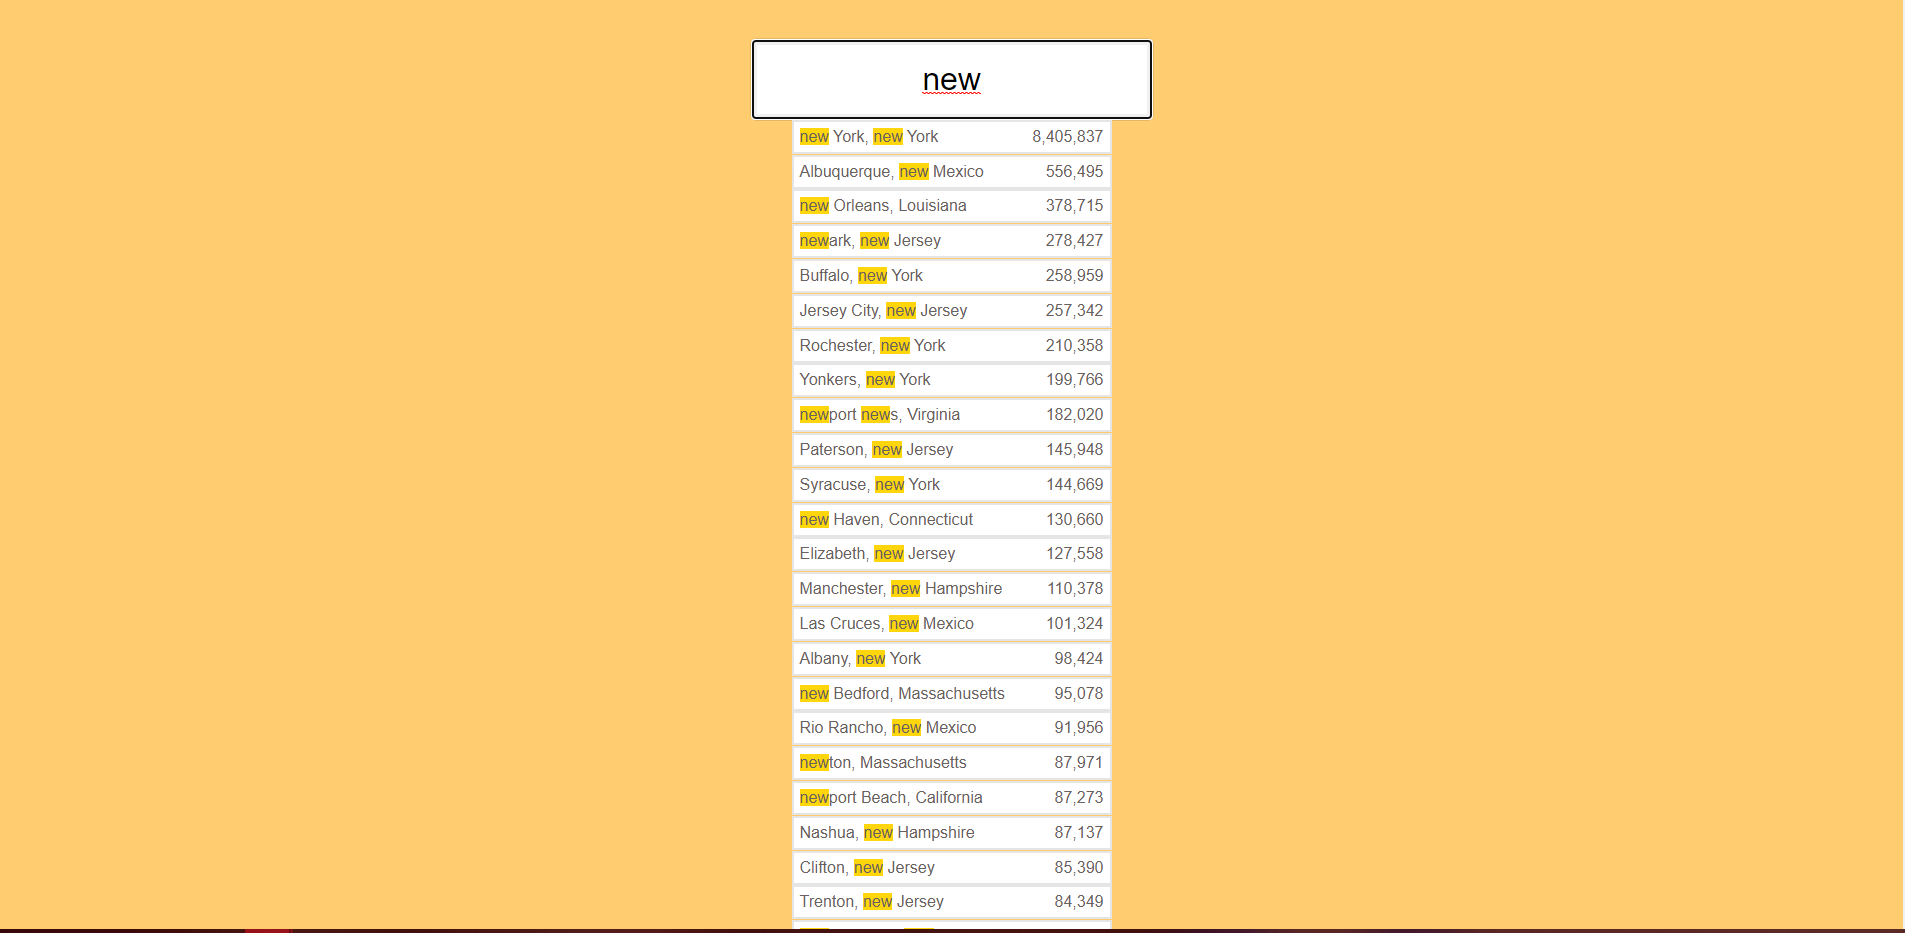 new
new York, new York 8,405,837
Albuquerque, new Mexico 556,495
new Orleans, Louisiana 378,715
newark, new Jersey 278,427
Buffalo, new York 258,959
Jersey City, new Jersey 257,342
Rochester, new York 210,358
Yonkers, new York 199,766
newport news, Virginia 182,020
Paterson, new Jersey 145,948
Syracuse, new York 144,669
new Haven, Connecticut 130,660
Elizabeth, new Jersey 127,558
Manchester, new Hampshire 110,378
Las Cruces, new Mexico 101,324
Albany, new York 98,424
new Bedford, Massachusetts 95,078
Rio Rancho, new Mexico 91,956
newton, Massachusetts 87,971
newport Beach, California 87,273
Nashua, new Hampshire 87,137
Clifton, new Jersey 85,390
Trenton, new Jersey 84,349